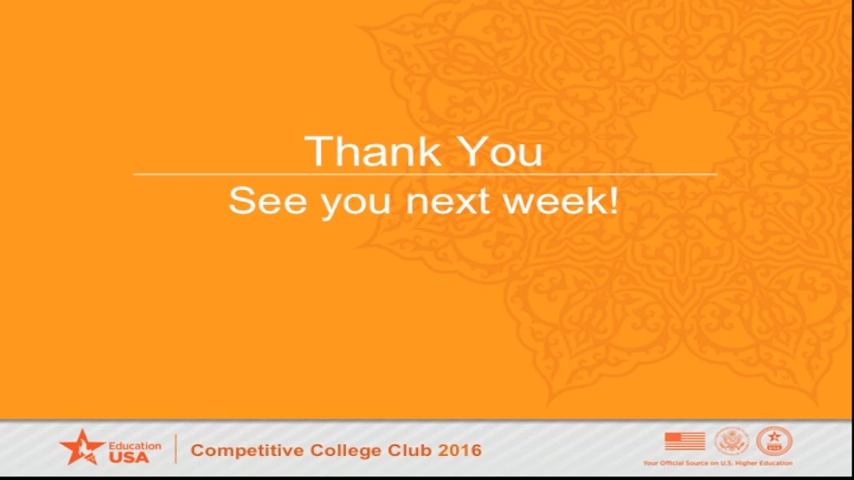 Thank You
See you next week!
Education
USA
Competitive College Club 2016
Your Official Source on U.S. Higher Education